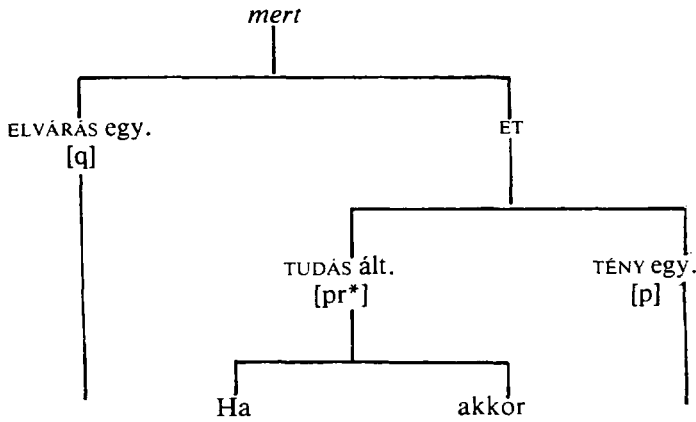 mert
ELVÁRÁS egy.
[q]
ET
TUDÁS ált.
[pr*]
TÉNY egy.
[p]
Ha akkor